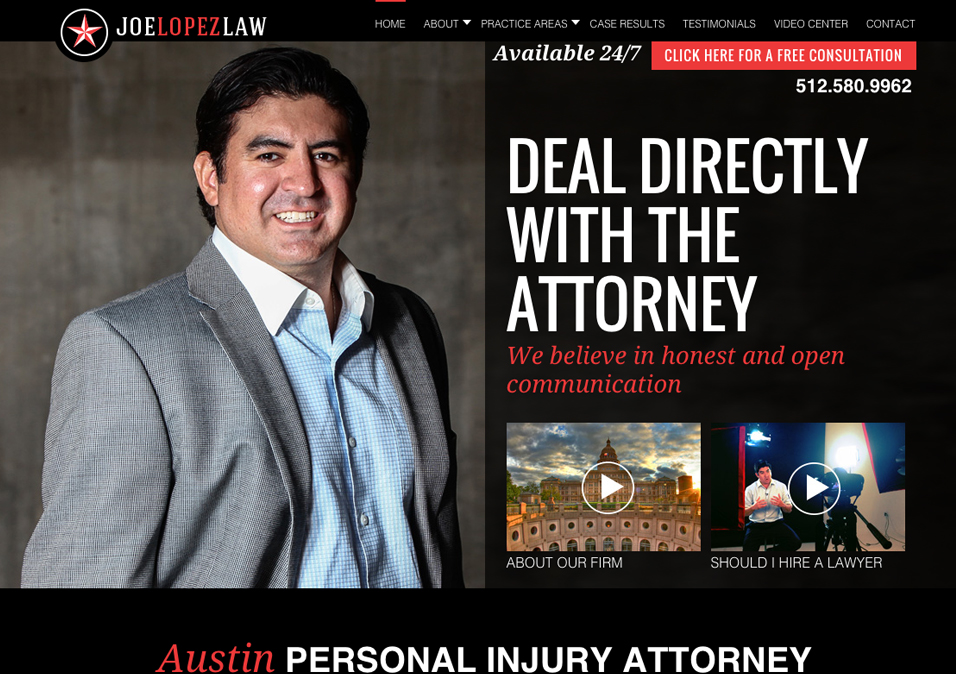 JOELOPEZLAW
HOME ABOUT PRACTICE AREAS CASE RESULTS TESTIMONIALS VIDEO CENTER CONTACT
Available 24/7 CLICK HERE FOR A FREE CONSULTATION
512.580.9962
DEAL DIRECTLY
WITH THE
ATTORNEY
We believe in honest and open
communication
ABOUT OUR FIRM SHOULD I HIRE A LAWYER
Austin PERSONAL INJURY ATTORNEY